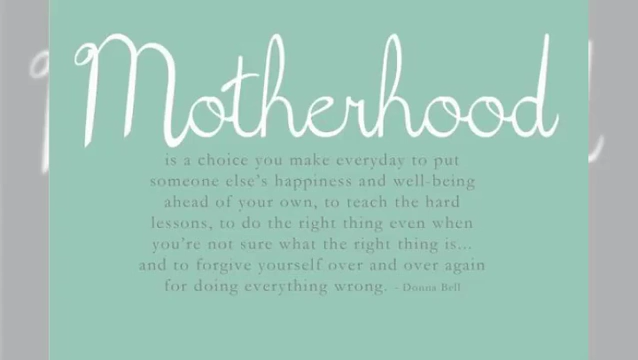 Motherhood
is a choice you make everyday to put
someone else's happiness and well-being
ahead of your own, to teach the hard
lessons, to do the right thing even when
you're not sure what the right thing is...
and to forgive yourself over and over again
for doing everything wrong. - Donna Bell